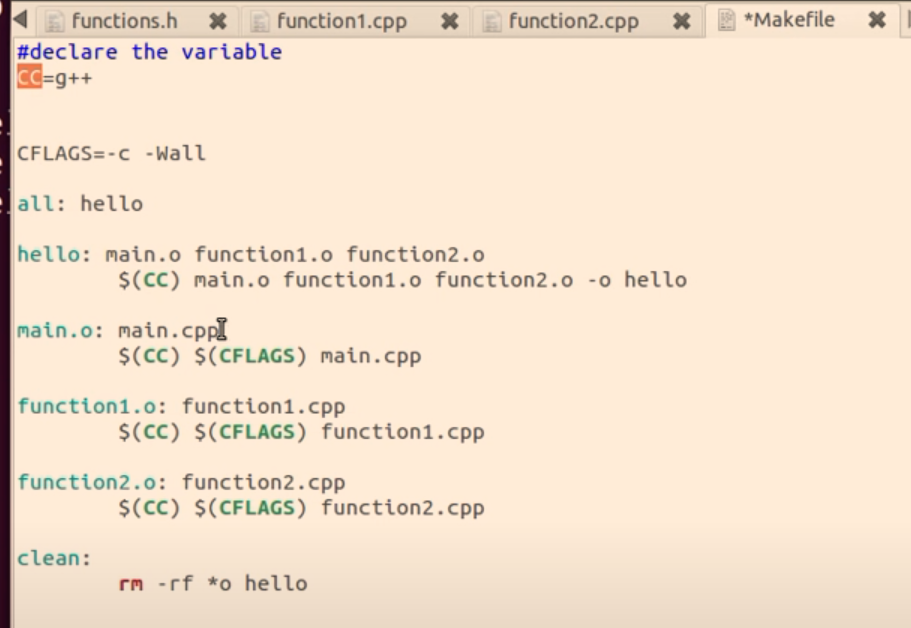 functions.h function1.cpp function2.cpp *Makefile
#declare the variable
CC=g++
CFLAGS=-c -Wall
all: hello
hello: main.o function1.o function2.o
$(CC) main.o function1.o function2.o -o hello
main.o: main.cpp
$(CC) $(CFLAGS) main.cpp
function1.o: function1.cpp
$(CC) $(CFLAGS) function1.cpp
function2.o: function2.cpp
$(CC) $(CFLAGS) function2.cpp
clean:
rm -rf *o hello